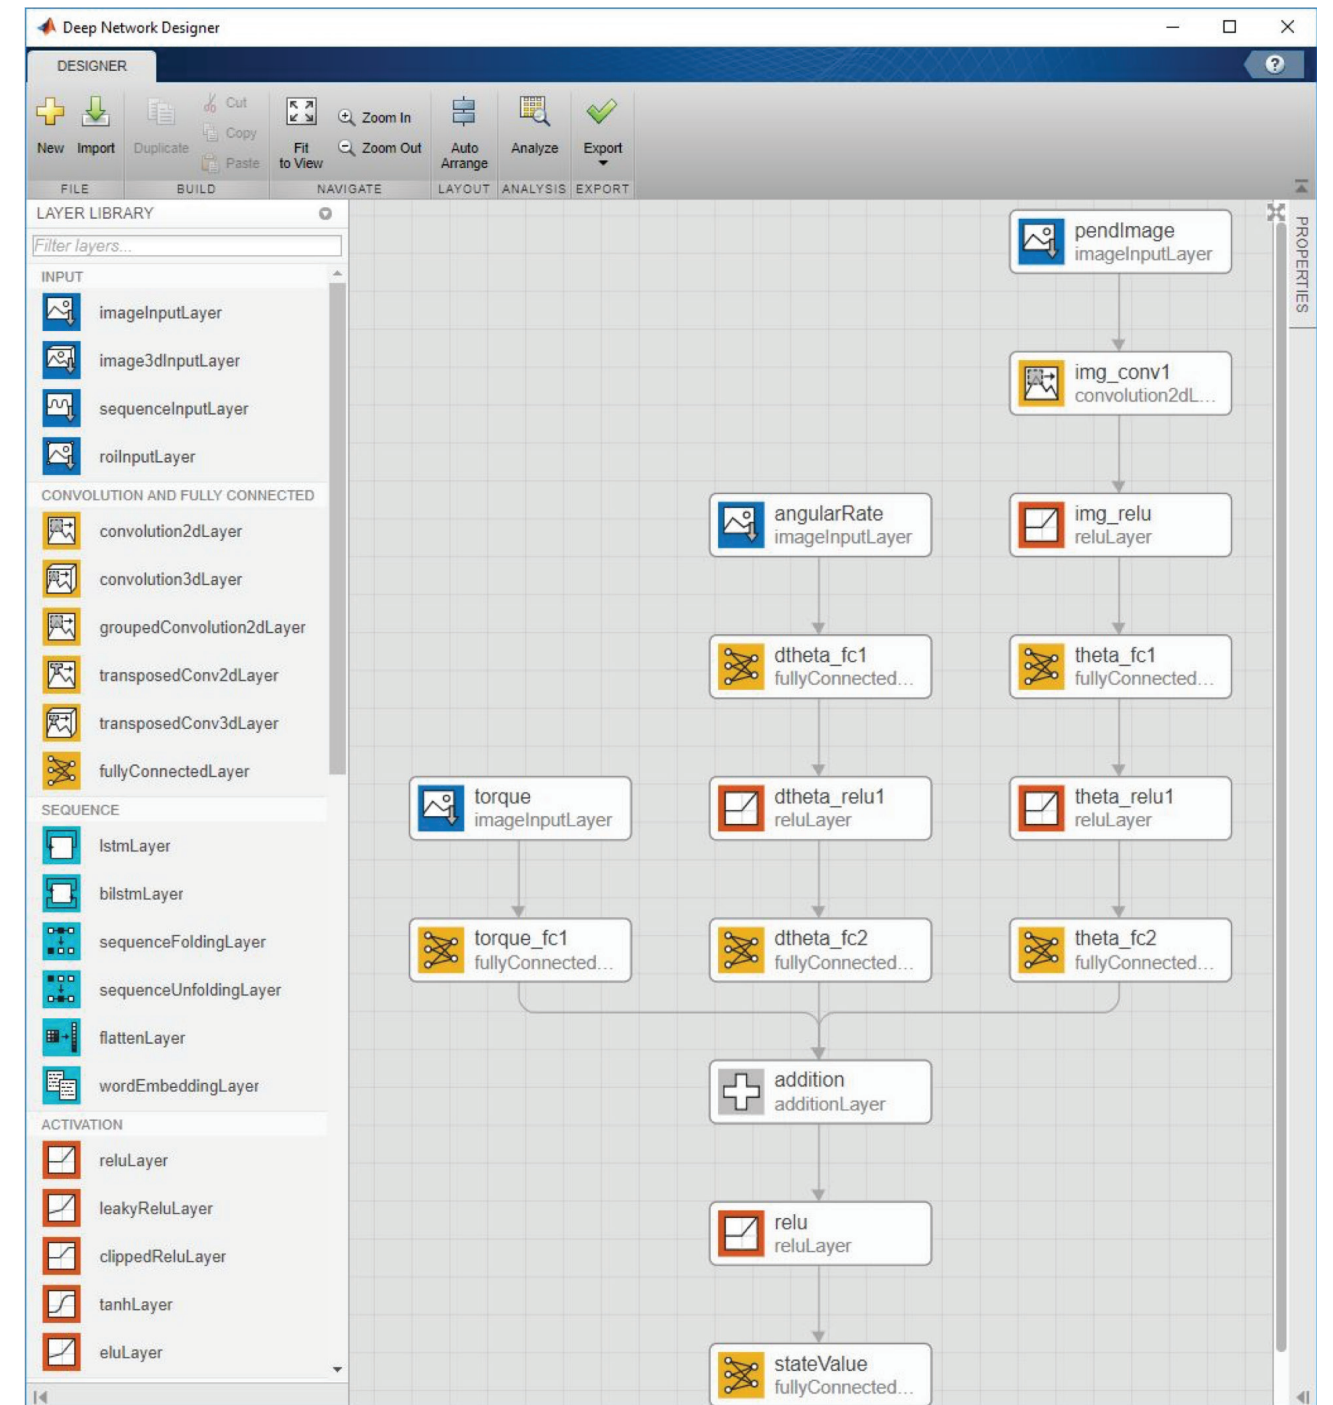 Deep Network Designer
DESIGNER
?
New
Import
Duplicate
Cut
Copy
Paste
Fit
to View
Zoom In
Zoom Out
Auto
Arrange
Analyze
Export
FILE
BUILD
NAVIGATE
LAYOUT
ANALYSIS
EXPORT
LAYER LIBRARY
Filter layers...
INPUT
imageInputLayer
image3dInputLayer
sequenceInputLayer
roiInputLayer
CONVOLUTION AND FULLY CONNECTED
convolution2dLayer
convolution3dLayer
groupedConvolution2dLayer
transposedConv2dLayer
transposedConv3dLayer
fullyConnectedLayer
SEQUENCE
lstmLayer
bilstmLayer
sequenceFoldingLayer
sequenceUnfoldingLayer
flattenLayer
wordEmbeddingLayer
ACTIVATION
reluLayer
leakyReluLayer
clippedReluLayer
tanhLayer
eluLayer
pendImage
imageInputLayer
img_conv1
convolution2dL...
angularRate
imageInputLayer
img_relu
reluLayer
dtheta_fc1
fullyConnected...
theta_fc1
fullyConnected...
torque
imageInputLayer
dtheta_relu1
reluLayer
theta_relu1
reluLayer
torque_fc1
fullyConnected...
dtheta_fc2
fullyConnected...
theta_fc2
fullyConnected...
addition
additionLayer
relu
reluLayer
stateValue
fullyConnected...
PROPERTIES